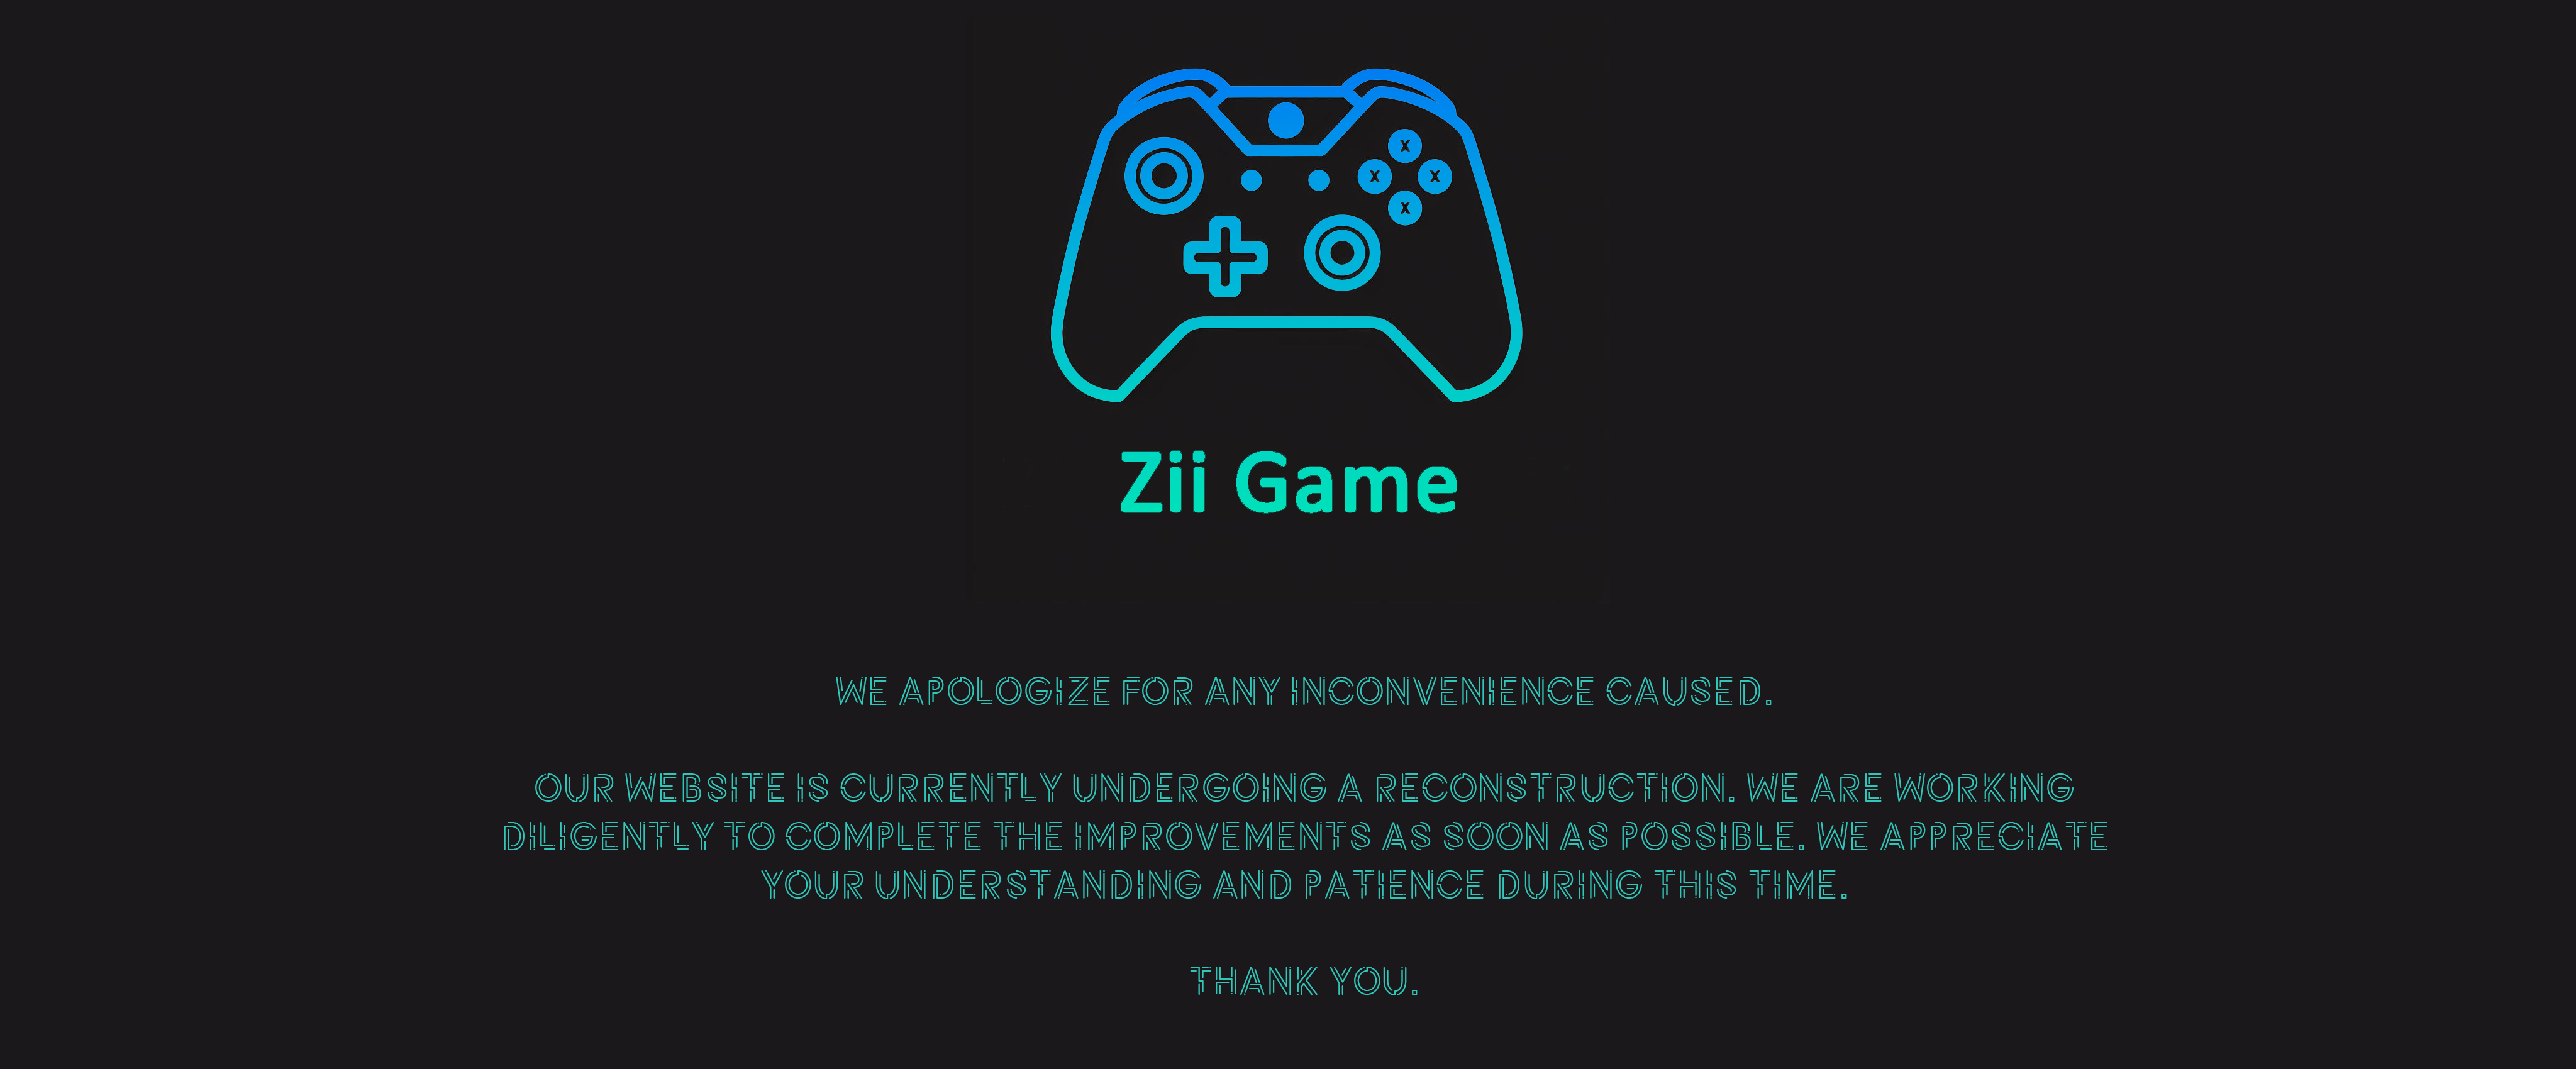 X
X X
X
Zii Game
WE APOLOGIZE FOR ANY INCONVENIENCE CAUSED.
OUR WEBSITE IS CURRENTLY UNDERGOING A RECONSTRUCTION. WE ARE WORKING
DILIGENTLY TO COMPLETE THE IMPROVEMENTS AS SOON AS POSSIBLE. WE APPRECIATE
YOUR UNDERSTANDING AND PATIENCE DURING THIS TIME.
THANK YOU.